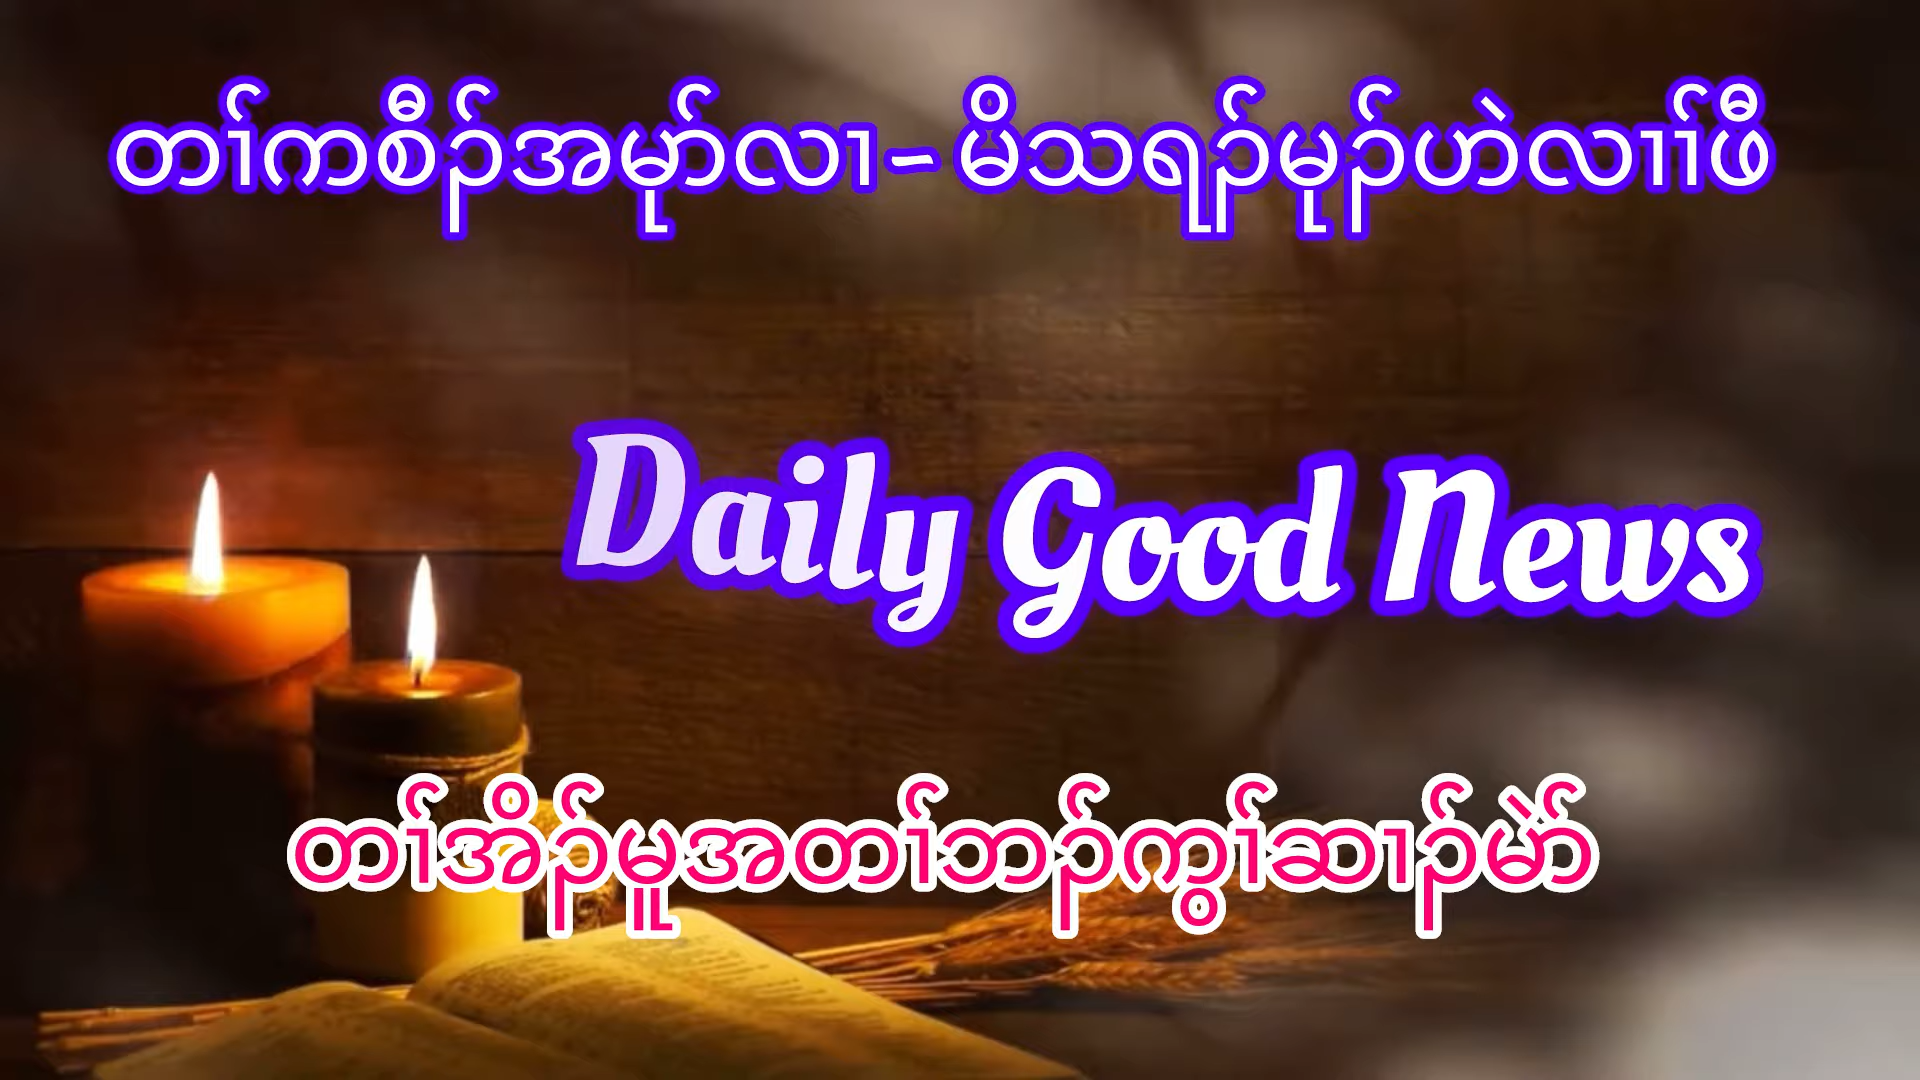 တၢ်ကစီၣ်အမုာ်လၢ-မိသရၣ်မုၣ်ဟဲလၢၢ်ဖီ
Daily Good News
တၢ်အိၣ်မူအတၢ်ဘၣ်ကွၢ်ဆၢၣ်မဲာ်